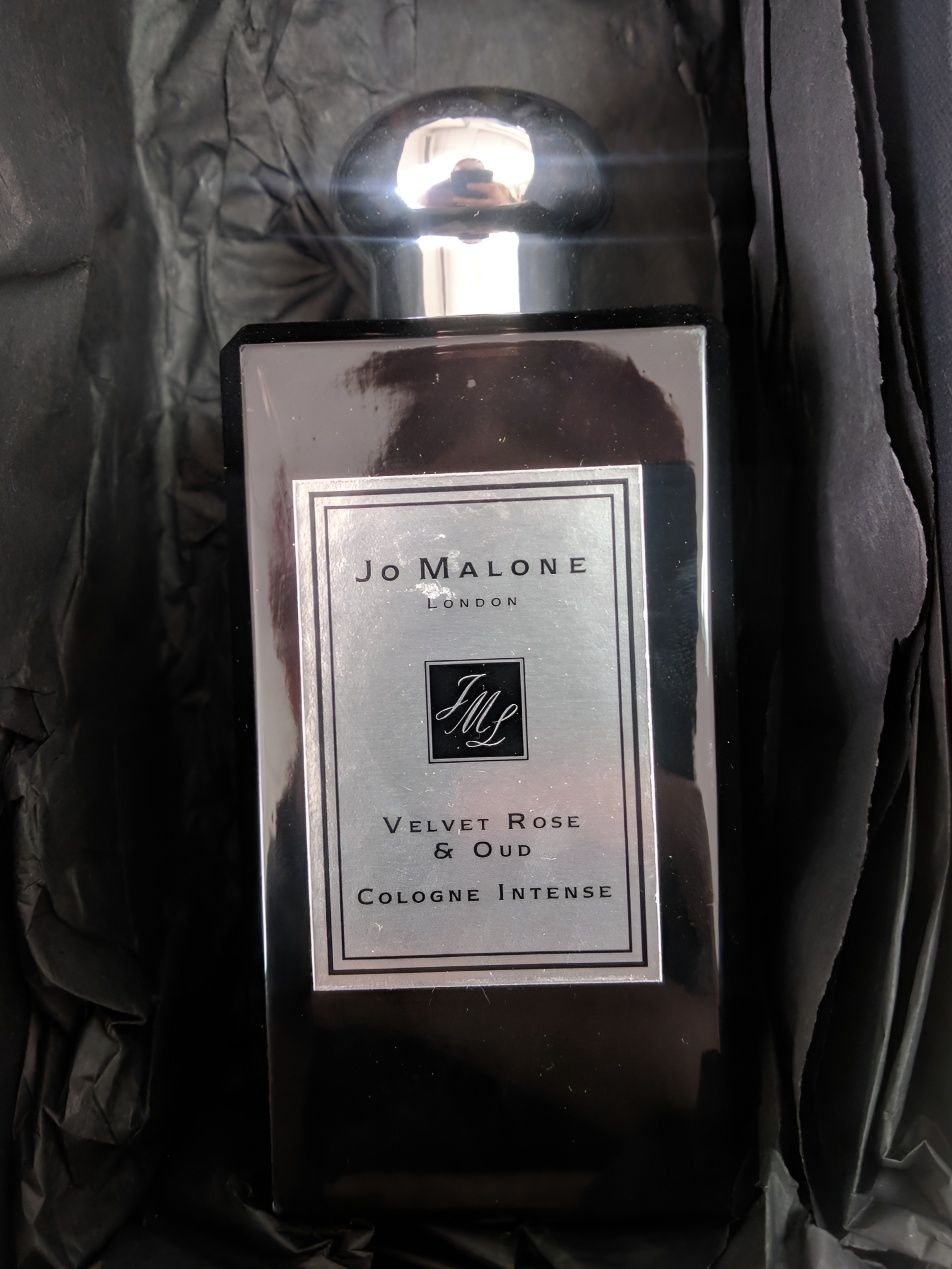 Jo Malone
London
JML
Velvet Rose
& Oud
Cologne Intense